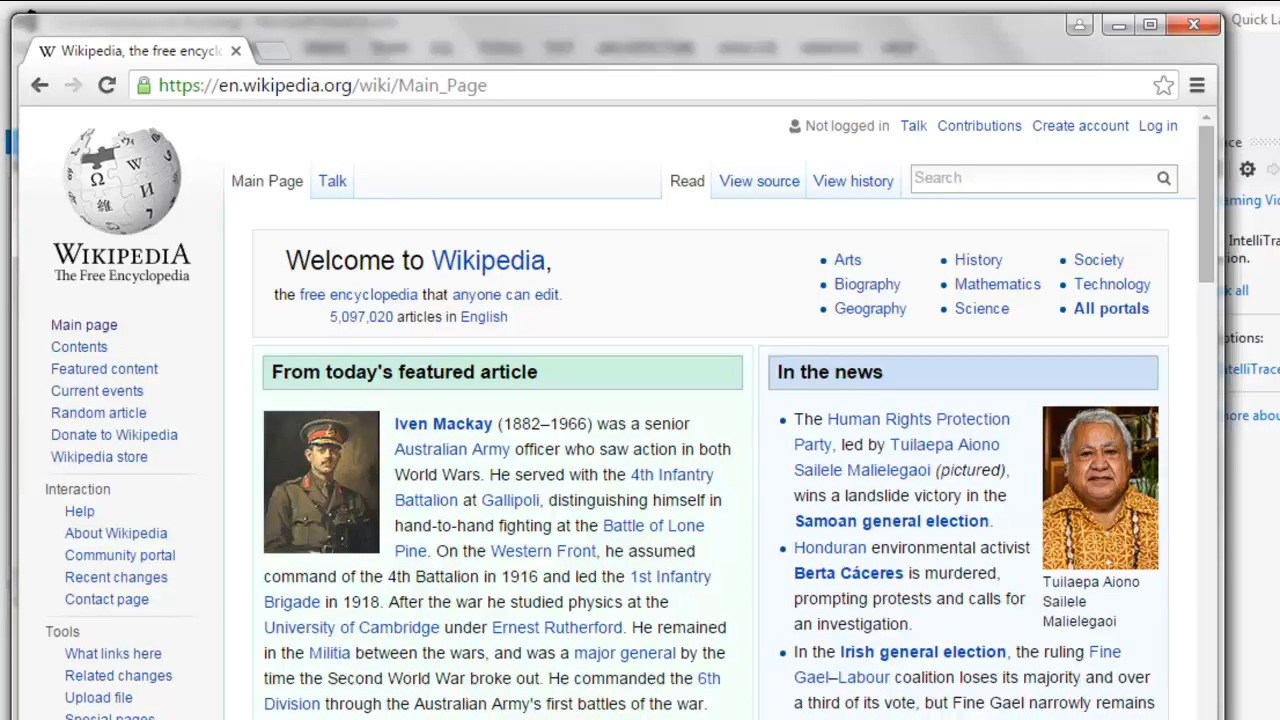 Quick La
Wikipedia, the free encycl
https://en.wikipedia.org/wiki/Main_Page
Not logged in Talk Contributions Create account Log in
Main Page Talk Read View source View history Search
WIKIPEDIA
The Free Encyclopedia
Main page
Contents
Featured content
Current events
Random article
Donate to Wikipedia
Wikipedia store
Interaction
Help
About Wikipedia
Community portal
Recent changes
Contact page
Tools
What links here
Related changes
Upload file
Special pages
Welcome to Wikipedia,
the free encyclopedia that anyone can edit.
5,097,020 articles in English
Arts
Biography
Geography
History
Mathematics
Science
Society
Technology
All portals
From today's featured article
Iven Mackay (1882–1966) was a senior
Australian Army officer who saw action in both
World Wars. He served with the 4th Infantry
Battalion at Gallipoli, distinguishing himself in
hand-to-hand fighting at the Battle of Lone
Pine. On the Western Front, he assumed
command of the 4th Battalion in 1916 and led the 1st Infantry
Brigade in 1918. After the war he studied physics at the
University of Cambridge under Ernest Rutherford. He remained
in the Militia between the wars, and was a major general by the
time the Second World War broke out. He commanded the 6th
Division through the Australian Army's first battles of the war.
In the news
The Human Rights Protection
Party, led by Tuilaepa Aiono
Sailele Malielegaoi (pictured),
wins a landslide victory in the
Samoan general election.
Honduran environmental activist
Berta Cáceres is murdered,
prompting protests and calls for
an investigation.
In the Irish general election, the ruling Fine
Gael–Labour coalition loses its majority and over
a third of its vote, but Fine Gael narrowly remains
Tuilaepa Aiono
Sailele
Malielegaoi
ice
aming Vid
IntelliTrace
on.
k all
otions:
ntelliTrace
ore about